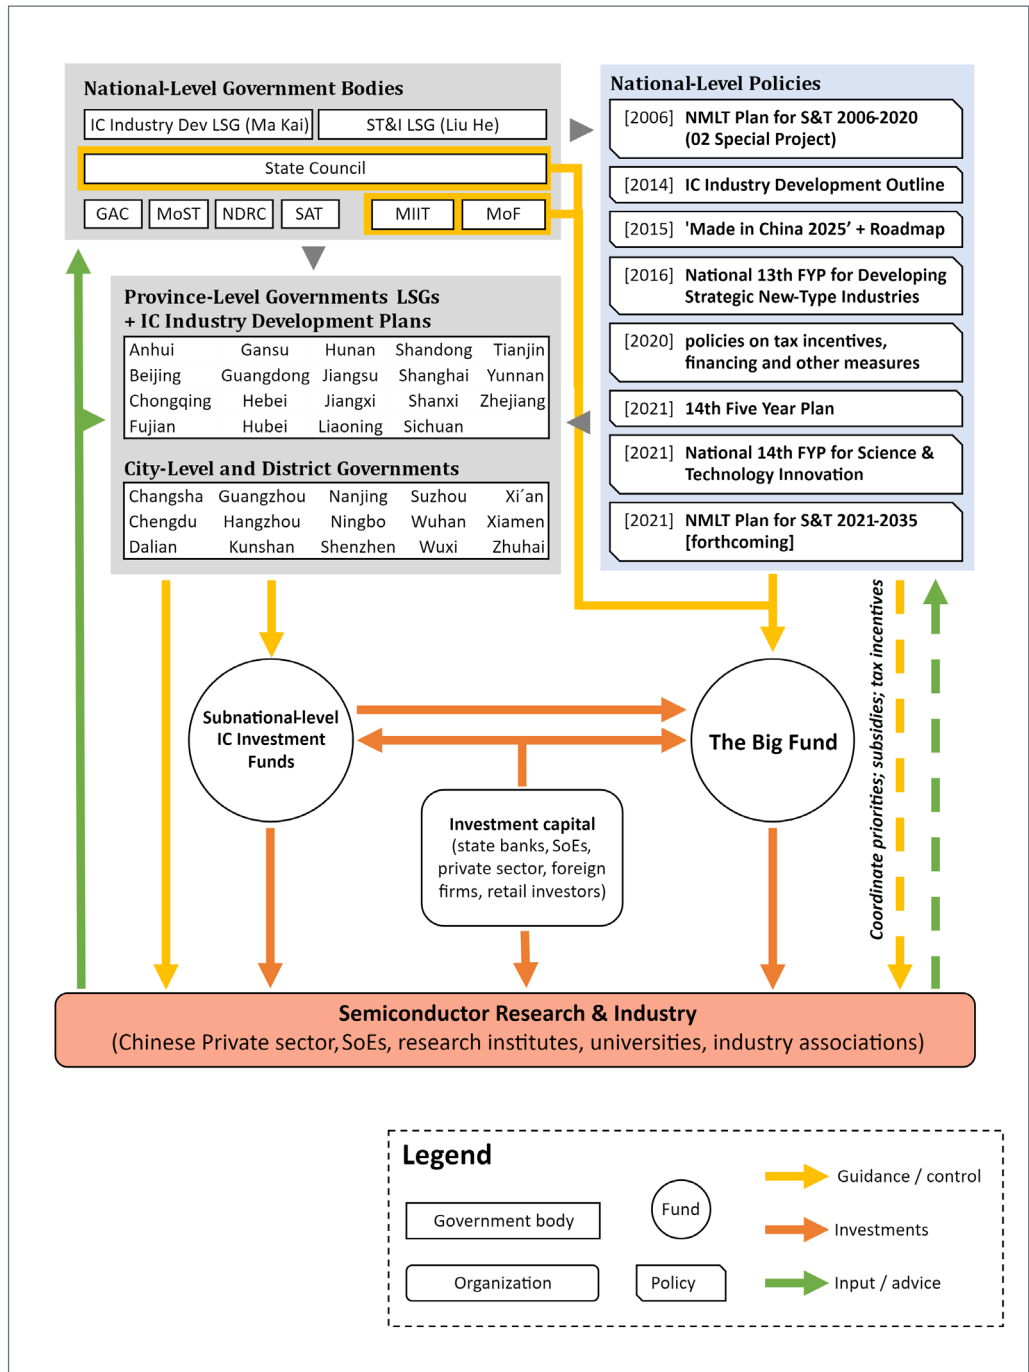 National-Level Government Bodies
IC Industry Dev LSG (Ma Kai)
ST&I LSG (Liu He)
State Council
GAC
MoST
NDRC
SAT
MIIT
MoF
National-Level Policies
[2006] NMLT Plan for S&T 2006-2020
(02 Special Project)
[2014] IC Industry Development Outline
[2015] 'Made in China 2025’ + Roadmap
[2016] National 13th FYP for Developing
Strategic New-Type Industries
[2020] policies on tax incentives,
financing and other measures
[2021] 14th Five Year Plan
[2021] National 14th FYP for Science &
Technology Innovation
[2021] NMLT Plan for S&T 2021-2035
[forthcoming]
Province-Level Governments LSGs
+ IC Industry Development Plans
Anhui Gansu Hunan Shandong Tianjin
Beijing Guangdong Jiangsu Shanghai Yunnan
Chongqing Hebei Jiangxi Shanxi Zhejiang
Fujian Hubei Liaoning Sichuan
City-Level and District Governments
Changsha Guangzhou Nanjing Suzhou Xi´an
Chengdu Hangzhou Ningbo Wuhan Xiamen
Dalian Kunshan Shenzhen Wuxi Zhuhai
Coordinate priorities; subsidies; tax incentives
Subnational-level
IC Investment
Funds
The Big Fund
Investment capital
(state banks, SoEs,
private sector, foreign
firms, retail investors)
Semiconductor Research & Industry
(Chinese Private sector, SoEs, research institutes, universities, industry associations)
Legend
Government body
Fund
Organization
Policy
Guidance / control
Investments
Input / advice